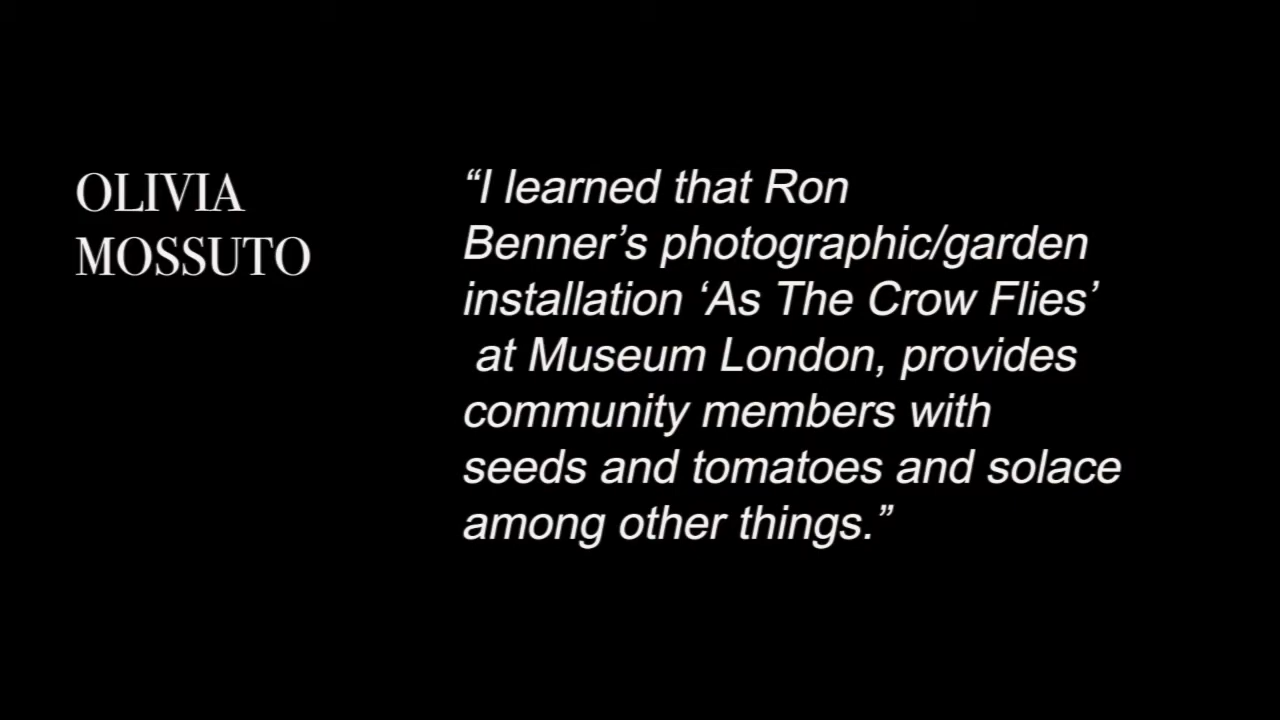 OLIVIA
MOSSUTO
“I learned that Ron
Benner’s photographic/garden
installation ‘As The Crow Flies’
at Museum London, provides
community members with
seeds and tomatoes and solace
among other things.”